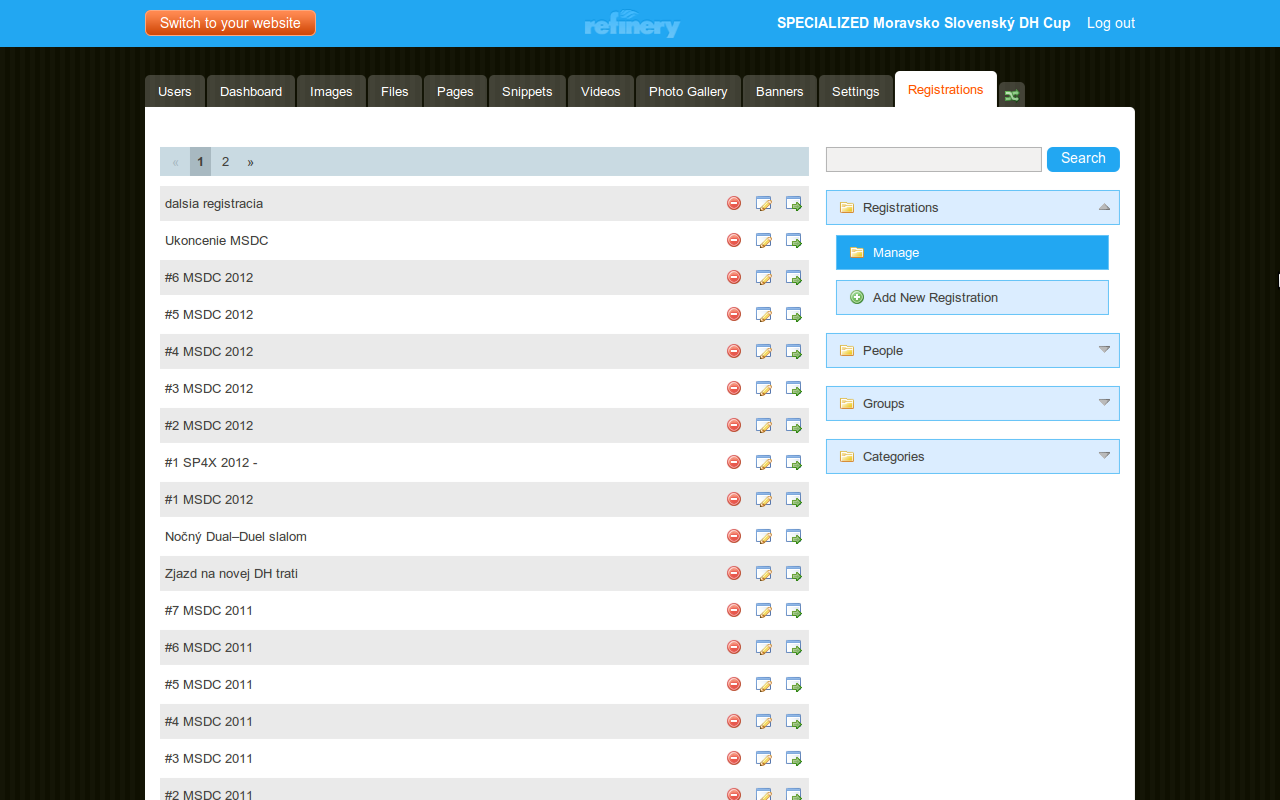 Switch to your website
refinery
SPECIALIZED Moravsko Slovenský DH Cup
Log out
Users
Dashboard
Images
Files
Pages
Snippets
Videos
Photo Gallery
Banners
Settings
Registrations
« 1 2 »
dalsia registracia
Ukoncenie MSDC
#6 MSDC 2012
#5 MSDC 2012
#4 MSDC 2012
#3 MSDC 2012
#2 MSDC 2012
#1 SP4X 2012 -
#1 MSDC 2012
Nočný Dual–Duel slalom
Zjazd na novej DH trati
#7 MSDC 2011
#6 MSDC 2011
#5 MSDC 2011
#4 MSDC 2011
#3 MSDC 2011
#2 MSDC 2011
Search
Registrations
Manage
Add New Registration
People
Groups
Categories